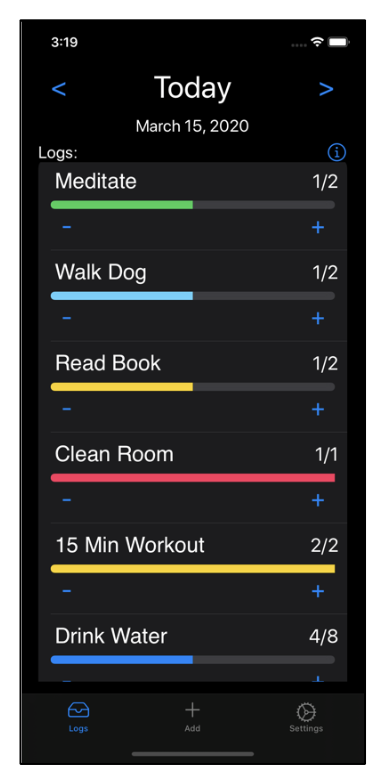 3:19
< Today >
March 15, 2020
Logs:
Meditate 1/2
- +
Walk Dog 1/2
- +
Read Book 1/2
- +
Clean Room 1/1
- +
15 Min Workout 2/2
- +
Drink Water 4/8
- +
Logs Add Settings